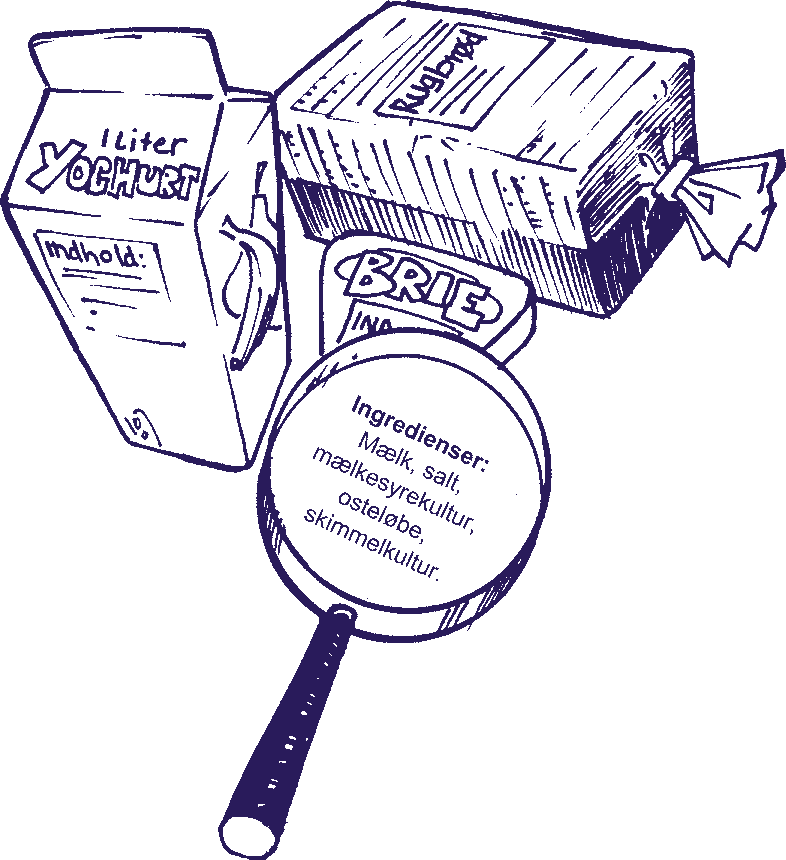 1 Liter
YOGHURT
Indhold:
Rugbrød
BRIE
Ingredienser:
Mælk, salt,
mælkesyrekultur,
osteløbe,
skimmelkultur.